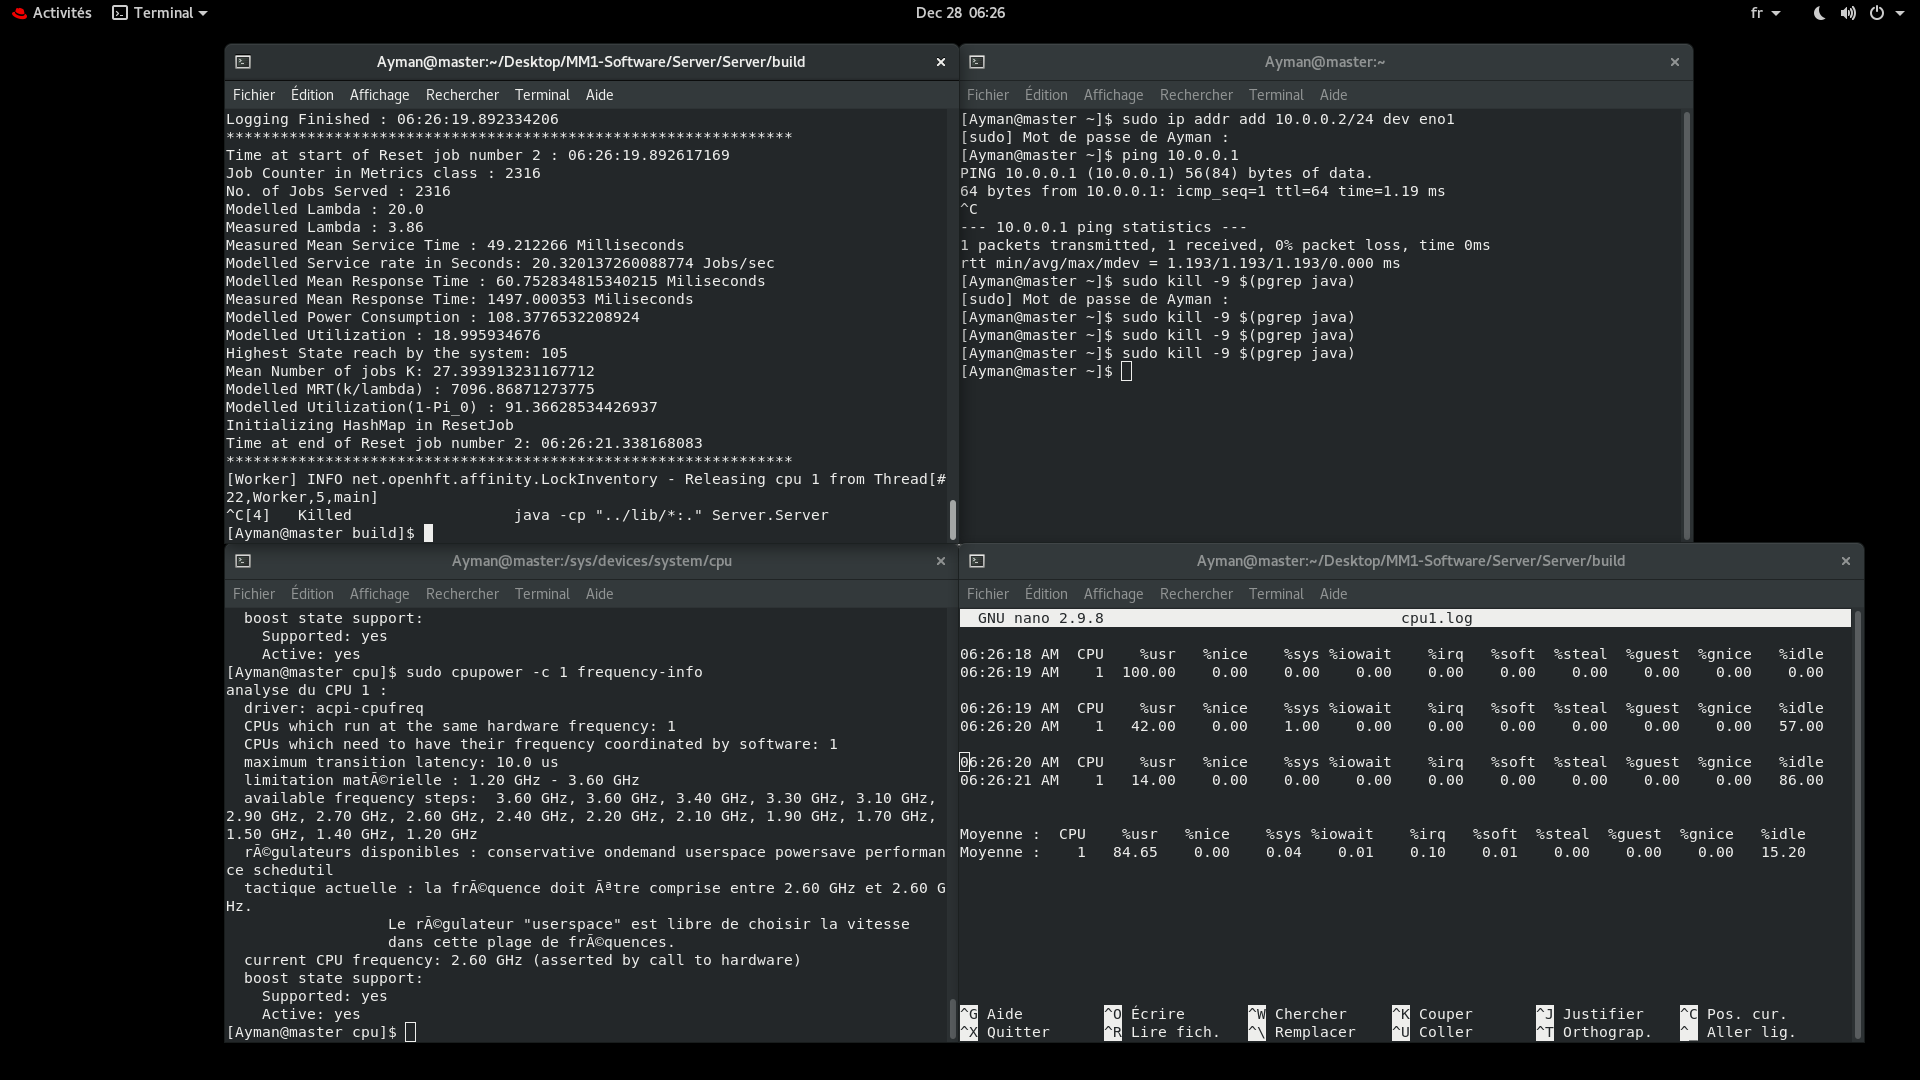 Activités Terminal Dec 28 06:26 fr
Ayman@master:~/Desktop/MM1-Software/Server/Server/build
Fichier Édition Affichage Rechercher Terminal Aide
Logging Finished : 06:26:19.892334206
***************************************************************
Time at start of Reset job number 2 : 06:26:19.892617169
Job Counter in Metrics class : 2316
No. of Jobs Served : 2316
Modelled Lambda : 20.0
Measured Lambda : 3.86
Measured Mean Service Time : 49.212266 Milliseconds
Modelled Service rate in Seconds: 20.320137260088774 Jobs/sec
Modelled Mean Response Time : 60.752834815340215 Miliseconds
Measured Mean Response Time: 1497.000353 Miliseconds
Modelled Power Consumption : 108.3776532208924
Modelled Utilization : 18.995934676
Highest State reach by the system: 105
Mean Number of jobs K: 27.393913231167712
Modelled MRT(k/lambda) : 7096.86871273775
Modelled Utilization(1-Pi_0) : 91.36628534426937
Initializing HashMap in ResetJob
Time at end of Reset job number 2: 06:26:21.338168083
***************************************************************
[Worker] INFO net.openhft.affinity.LockInventory - Releasing cpu 1 from Thread[#
22,Worker,5,main]
^C[4]   Killed                  java -cp "../lib/*:." Server.Server
[Ayman@master build]$
Ayman@master:~
Fichier Édition Affichage Rechercher Terminal Aide
[Ayman@master ~]$ sudo ip addr add 10.0.0.2/24 dev eno1
[sudo] Mot de passe de Ayman :
[Ayman@master ~]$ ping 10.0.0.1
PING 10.0.0.1 (10.0.0.1) 56(84) bytes of data.
64 bytes from 10.0.0.1: icmp_seq=1 ttl=64 time=1.19 ms
^C
--- 10.0.0.1 ping statistics ---
1 packets transmitted, 1 received, 0% packet loss, time 0ms
rtt min/avg/max/mdev = 1.193/1.193/1.193/0.000 ms
[Ayman@master ~]$ sudo kill -9 $(pgrep java)
[sudo] Mot de passe de Ayman :
[Ayman@master ~]$ sudo kill -9 $(pgrep java)
[Ayman@master ~]$ sudo kill -9 $(pgrep java)
[Ayman@master ~]$ sudo kill -9 $(pgrep java)
[Ayman@master ~]$
Ayman@master:/sys/devices/system/cpu
Fichier Édition Affichage Rechercher Terminal Aide
boost state support:
Supported: yes
Active: yes
[Ayman@master cpu]$ sudo cpupower -c 1 frequency-info
analyse du CPU 1 :
driver: acpi-cpufreq
CPUs which run at the same hardware frequency: 1
CPUs which need to have their frequency coordinated by software: 1
maximum transition latency: 10.0 us
limitation matÃ©rielle : 1.20 GHz - 3.60 GHz
available frequency steps:  3.60 GHz, 3.60 GHz, 3.40 GHz, 3.30 GHz, 3.10 GHz,
2.90 GHz, 2.70 GHz, 2.60 GHz, 2.40 GHz, 2.20 GHz, 2.10 GHz, 1.90 GHz, 1.70 GHz,
1.50 GHz, 1.40 GHz, 1.20 GHz
rÃ©gulateurs disponibles : conservative ondemand userspace powersave performan
ce schedutil
tactique actuelle : la frÃ©quence doit Ãªtre comprise entre 2.60 GHz et 2.60 G
Hz.
Le rÃ©gulateur "userspace" est libre de choisir la vitesse
dans cette plage de frÃ©quences.
current CPU frequency: 2.60 GHz (asserted by call to hardware)
boost state support:
Supported: yes
Active: yes
[Ayman@master cpu]$
Ayman@master:~/Desktop/MM1-Software/Server/Server/build
Fichier Édition Affichage Rechercher Terminal Aide
GNU nano 2.9.8 cpu1.log
06:26:18 AM  CPU    %usr   %nice    %sys %iowait    %irq   %soft  %steal  %guest  %gnice   %idle
06:26:19 AM    1  100.00    0.00    0.00    0.00    0.00    0.00    0.00    0.00    0.00    0.00
06:26:19 AM  CPU    %usr   %nice    %sys %iowait    %irq   %soft  %steal  %guest  %gnice   %idle
06:26:20 AM    1   42.00    0.00    1.00    0.00    0.00    0.00    0.00    0.00    0.00   57.00
06:26:20 AM  CPU    %usr   %nice    %sys %iowait    %irq   %soft  %steal  %guest  %gnice   %idle
06:26:21 AM    1   14.00    0.00    0.00    0.00    0.00    0.00    0.00    0.00    0.00   86.00
Moyenne :  CPU    %usr   %nice    %sys %iowait    %irq   %soft  %steal  %guest  %gnice   %idle
Moyenne :    1   84.65    0.00    0.04    0.01    0.10    0.01    0.00    0.00    0.00   15.20
^G Aide ^O Écrire ^W Chercher ^K Couper ^J Justifier ^C Pos. cur.
^X Quitter ^R Lire fich. ^\ Remplacer ^U Coller ^T Orthograp. ^_ Aller lig.